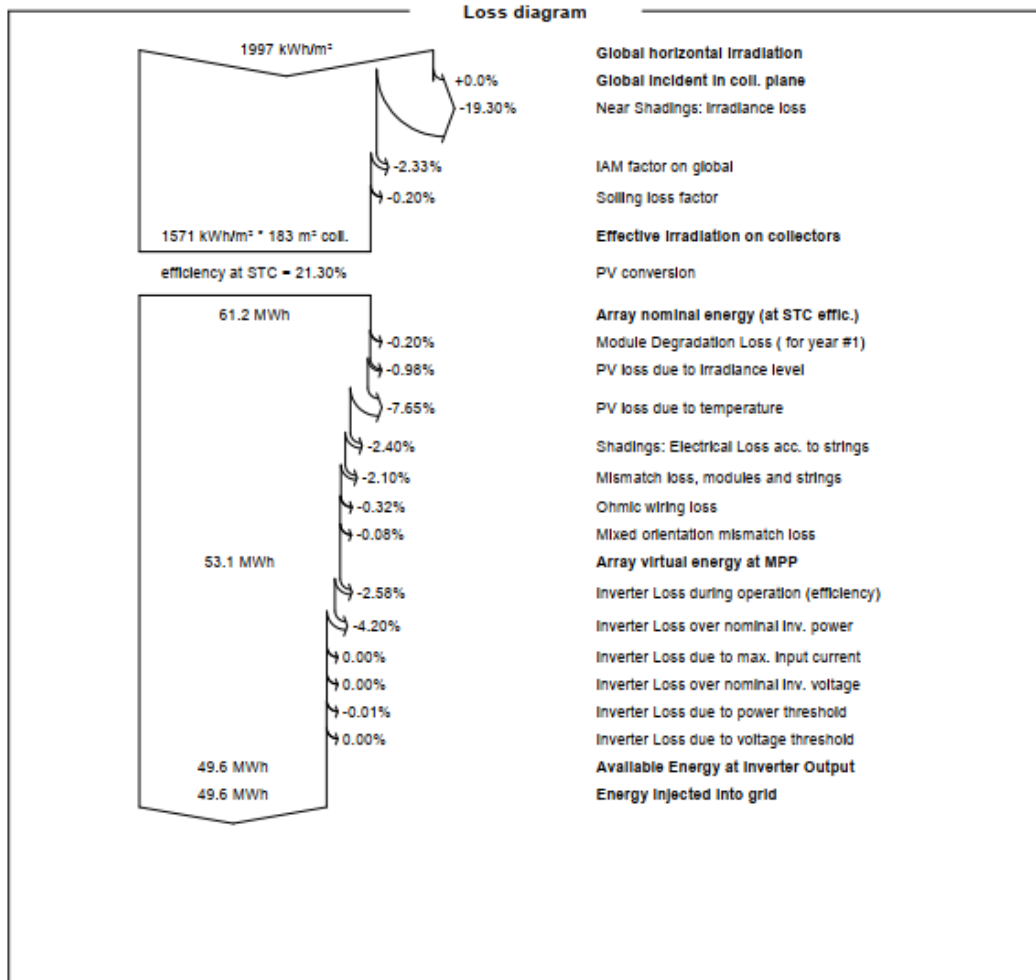 Loss diagram
1997 kWh/m² Global horizontal irradiation
+0.0% Global incident in coll. plane
-19.30% Near Shadings: irradiance loss
-2.33% IAM factor on global
-0.20% Soiling loss factor
1571 kWh/m² * 183 m² coll. Effective irradiation on collectors
efficiency at STC = 21.30% PV conversion
61.2 MWh Array nominal energy (at STC effic.)
-0.20% Module Degradation Loss ( for year #1)
-0.98% PV loss due to irradiance level
-7.65% PV loss due to temperature
-2.40% Shadings: Electrical Loss acc. to strings
-2.10% Mismatch loss, modules and strings
-0.32% Ohmic wiring loss
-0.08% Mixed orientation mismatch loss
53.1 MWh Array virtual energy at MPP
-2.58% Inverter Loss during operation (efficiency)
-4.20% Inverter Loss over nominal inv. power
0.00% Inverter Loss due to max. input current
0.00% Inverter Loss over nominal inv. voltage
-0.01% Inverter Loss due to power threshold
0.00% Inverter Loss due to voltage threshold
49.6 MWh Available Energy at Inverter Output
49.6 MWh Energy injected into grid